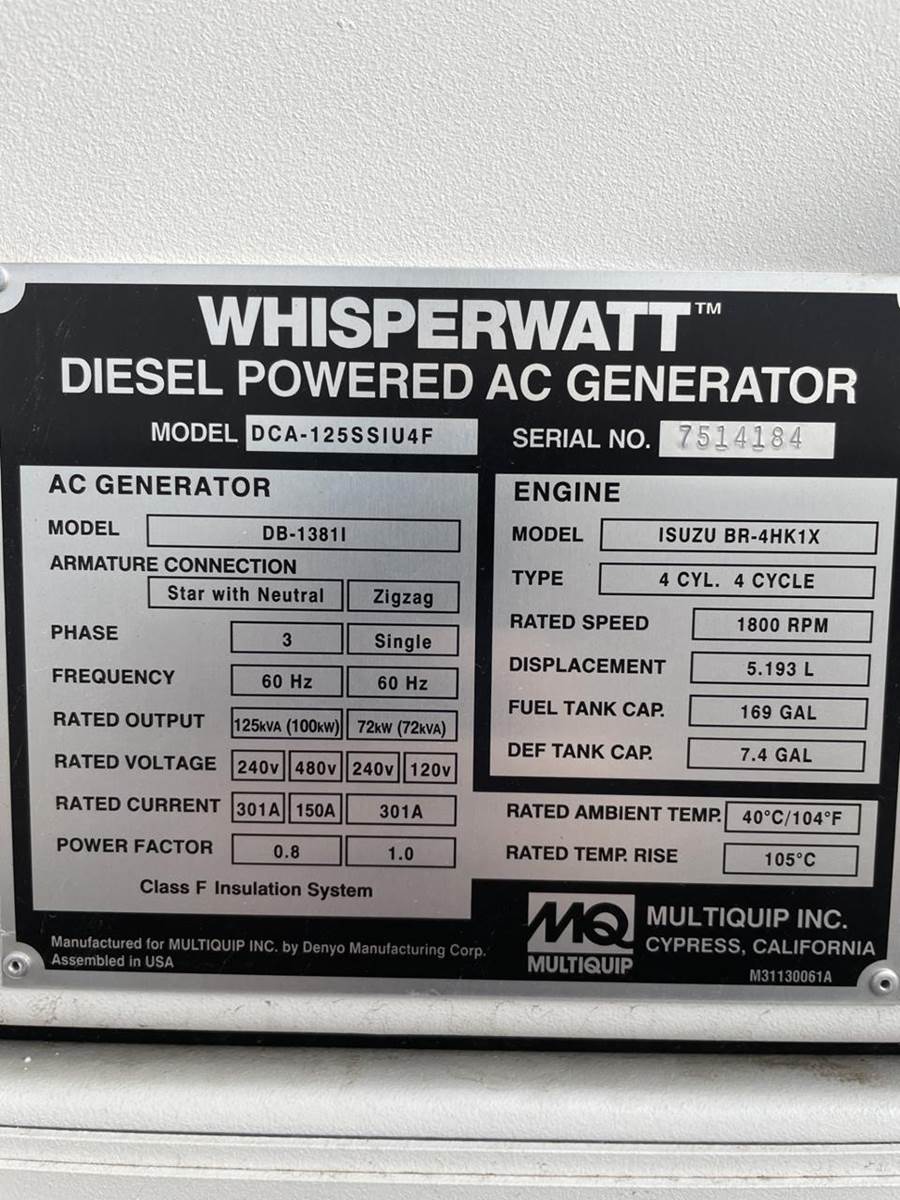 WHISPERWATT™
DIESEL POWERED AC GENERATOR
MODEL DCA-125SSIU4F
SERIAL NO. 7514184
AC GENERATOR
MODEL DB-1381I
ARMATURE CONNECTION
Star with Neutral Zigzag
PHASE 3 Single
FREQUENCY 60 Hz 60 Hz
RATED OUTPUT 125kVA (100kW) 72kW (72kVA)
RATED VOLTAGE 240v 480v 240v 120v
RATED CURRENT 301A 150A 301A
POWER FACTOR 0.8 1.0
Class F Insulation System
ENGINE
MODEL ISUZU BR-4HK1X
TYPE 4 CYL. 4 CYCLE
RATED SPEED 1800 RPM
DISPLACEMENT 5.193 L
FUEL TANK CAP. 169 GAL
DEF TANK CAP. 7.4 GAL
RATED AMBIENT TEMP. 40°C/104°F
RATED TEMP. RISE 105°C
Manufactured for MULTIQUIP INC. by Denyo Manufacturing Corp.
Assembled in USA
MQ
MULTIQUIP
MULTIQUIP INC.
CYPRESS, CALIFORNIA
M31130061A